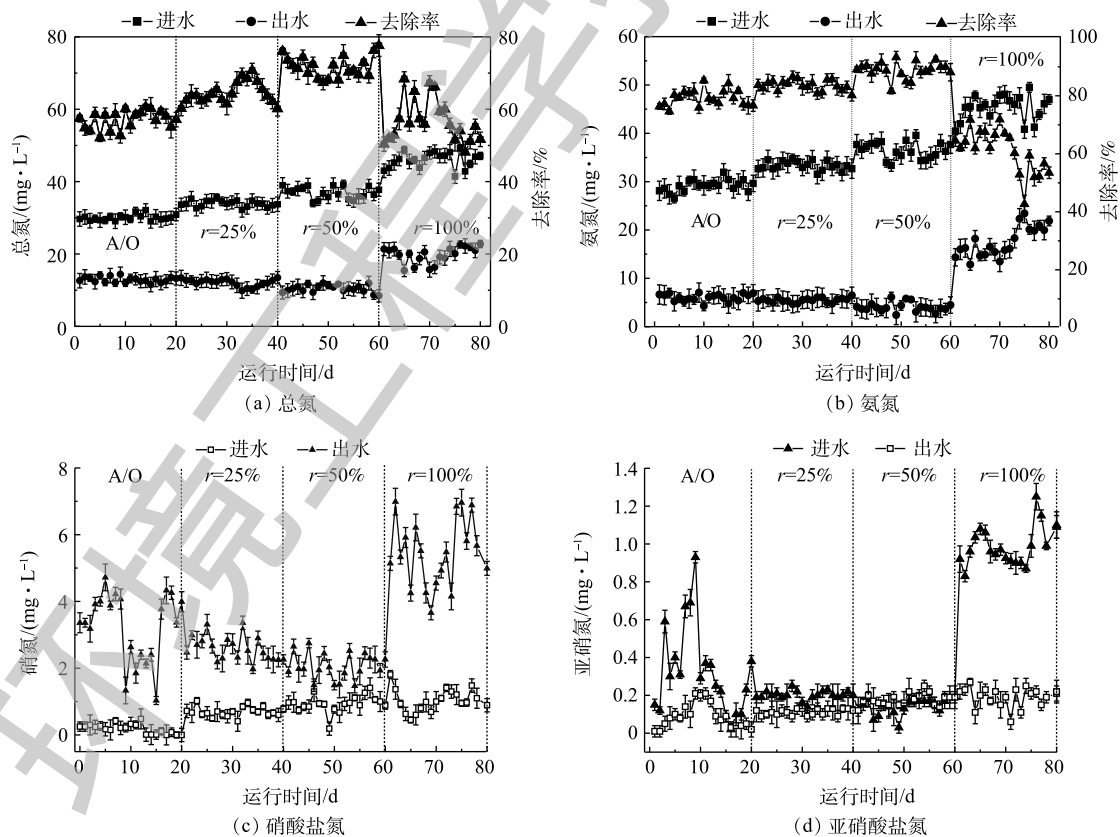 进水 出水 去除率
80 60 40 20 0
总氮/(mg·L⁻¹)
80 60 40 20 0
去除率/%
A/O r=25% r=50% r=100%
0 10 20 30 40 50 60 70 80
运行时间/d
(a) 总氮
进水 出水 去除率
60 50 40 30 20 10 0
氨氮/(mg·L⁻¹)
100 80 60 40 20 0
去除率/%
r=100%
A/O r=25% r=50%
0 10 20 30 40 50 60 70 80
运行时间/d
(b) 氨氮
进水 出水
8 6 4 2 0
硝氮/(mg·L⁻¹)
A/O r=25% r=50% r=100%
0 10 20 30 40 50 60 70 80
运行时间/d
(c) 硝酸盐氮
进水 出水
1.4 1.2 1.0 0.8 0.6 0.4 0.2 0
亚硝氮/(mg·L⁻¹)
A/O r=25% r=50% r=100%
0 10 20 30 40 50 60 70 80
运行时间/d
(d) 亚硝酸盐氮
环境工程学